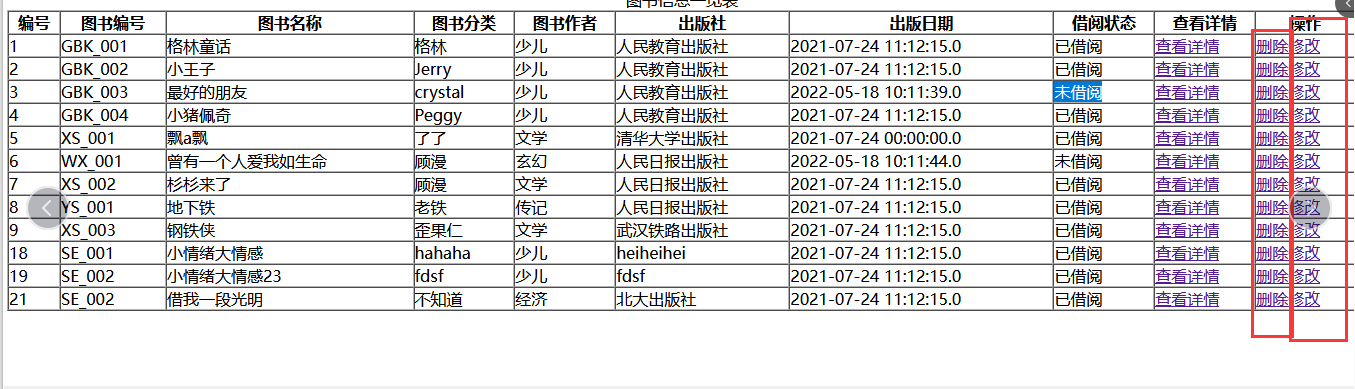 图书信息一览表
编号 图书编号 图书名称 图书分类 图书作者 出版社 出版日期 借阅状态 查看详情 操作
1 GBK_001 格林童话 格林 少儿 人民教育出版社 2021-07-24 11:12:15.0 已借阅 查看详情 删除 修改
2 GBK_002 小王子 Jerry 少儿 人民教育出版社 2021-07-24 11:12:15.0 已借阅 查看详情 删除 修改
3 GBK_003 最好的朋友 crystal 少儿 人民教育出版社 2022-05-18 10:11:39.0 未借阅 查看详情 删除 修改
4 GBK_004 小猪佩奇 Peggy 少儿 人民教育出版社 2021-07-24 11:12:15.0 已借阅 查看详情 删除 修改
5 XS_001 飘a飘 了了 文学 清华大学出版社 2021-07-24 00:00:00.0 已借阅 查看详情 删除 修改
6 WX_001 曾有一个人爱我如生命 顾漫 玄幻 人民日报出版社 2022-05-18 10:11:44.0 未借阅 查看详情 删除 修改
7 XS_002 杉杉来了 顾漫 文学 人民日报出版社 2021-07-24 11:12:15.0 已借阅 查看详情 删除 修改
8 YS_001 地下铁 老铁 传记 人民日报出版社 2021-07-24 11:12:15.0 已借阅 查看详情 删除 修改
9 XS_003 钢铁侠 歪果仁 文学 武汉铁路出版社 2021-07-24 11:12:15.0 已借阅 查看详情 删除 修改
18 SE_001 小情绪大情感 hahaha 少儿 heiheihei 2021-07-24 11:12:15.0 已借阅 查看详情 删除 修改
19 SE_002 小情绪大情感23 fdsf 少儿 fdsf 2021-07-24 11:12:15.0 已借阅 查看详情 删除 修改
21 SE_002 借我一段光明 不知道 经济 北大出版社 2021-07-24 11:12:15.0 已借阅 查看详情 删除 修改